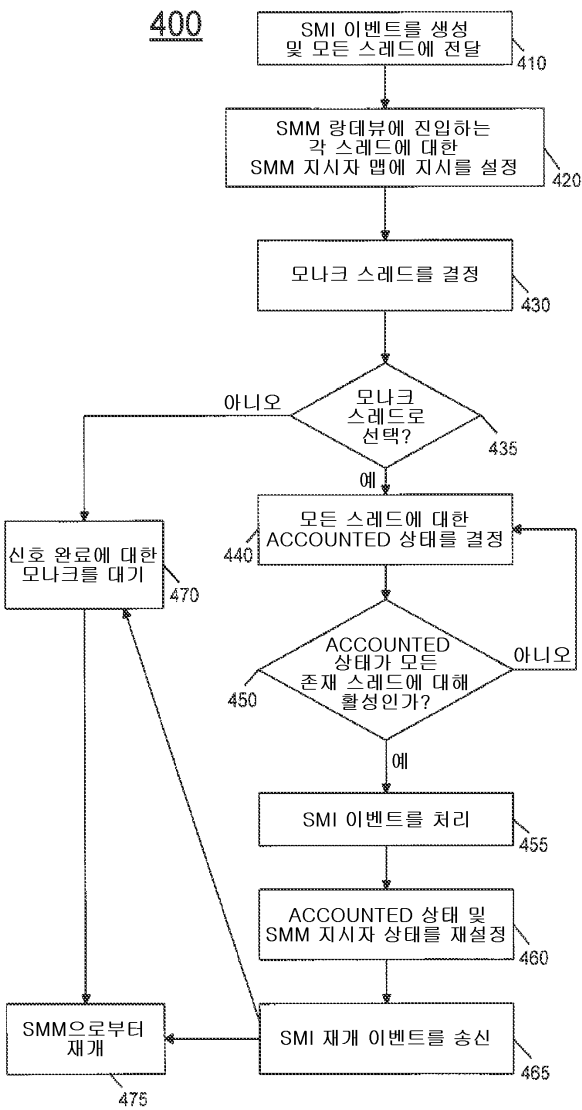 400
SMI 이벤트를 생성
및 모든 스레드에 전달
410
SMM 랑데뷰에 진입하는
각 스레드에 대한
SMM 지시자 맵에 지시를 설정
420
모나크 스레드를 결정
430
모나크
스레드로
선택?
435
아니오
예
모든 스레드에 대한
ACCOUNTED 상태를 결정
440
신호 완료에 대한
모나크를 대기
470
ACCOUNTED
상태가 모든
존재 스레드에 대해
활성인가?
450
아니오
예
SMI 이벤트를 처리
455
ACCOUNTED 상태 및
SMM 지시자 상태를 재설정
460
SMM으로부터
재개
475
SMI 재개 이벤트를 송신
465